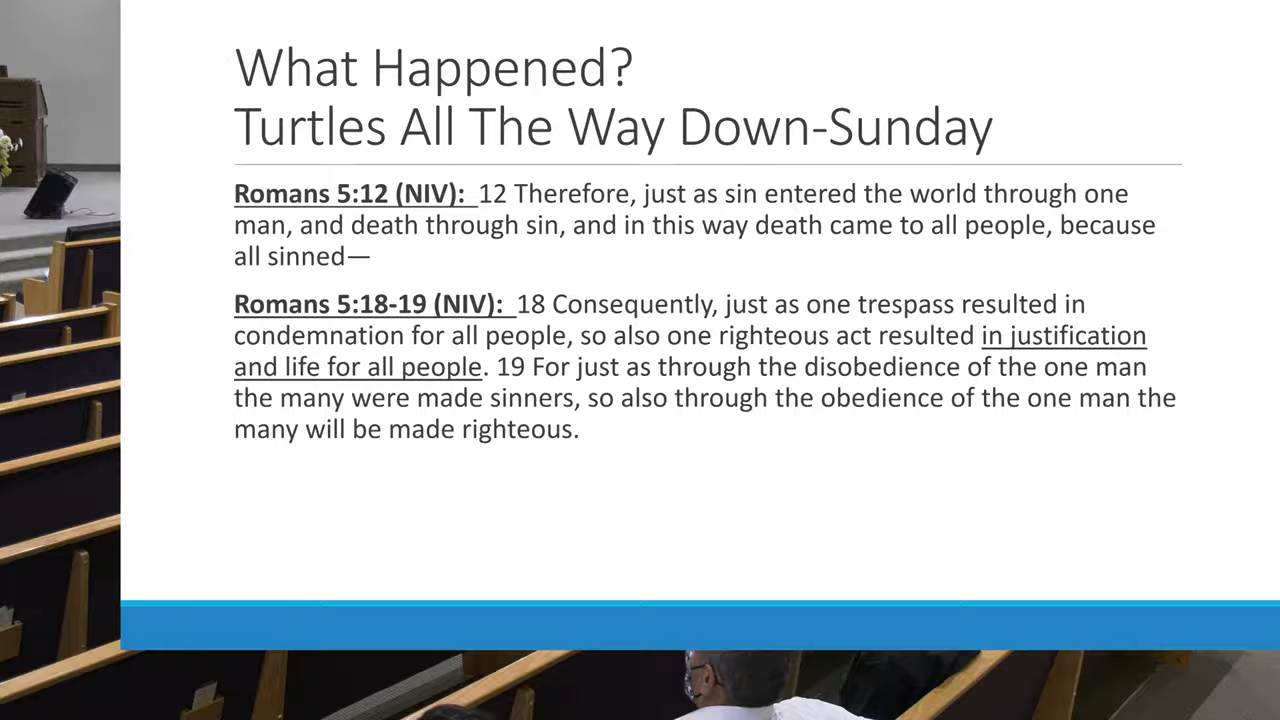 What Happened?
Turtles All The Way Down-Sunday
Romans 5:12 (NIV):  12 Therefore, just as sin entered the world through one
man, and death through sin, and in this way death came to all people, because
all sinned—
Romans 5:18-19 (NIV):  18 Consequently, just as one trespass resulted in
condemnation for all people, so also one righteous act resulted in justification
and life for all people. 19 For just as through the disobedience of the one man
the many were made sinners, so also through the obedience of the one man the
many will be made righteous.